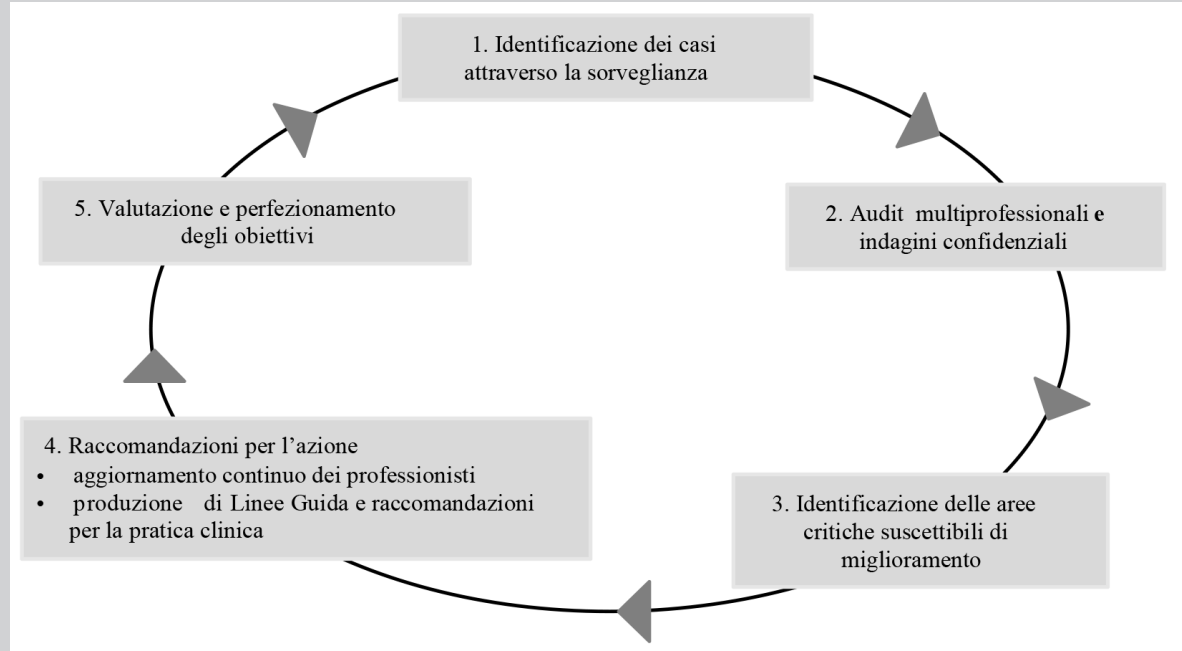 1. Identificazione dei casi
attraverso la sorveglianza
2. Audit multiprofessionali e
indagini confidenziali
3. Identificazione delle aree
critiche suscettibili di
miglioramento
4. Raccomandazioni per l’azione
• aggiornamento continuo dei professionisti
• produzione di Linee Guida e raccomandazioni
per la pratica clinica
5. Valutazione e perfezionamento
degli obiettivi